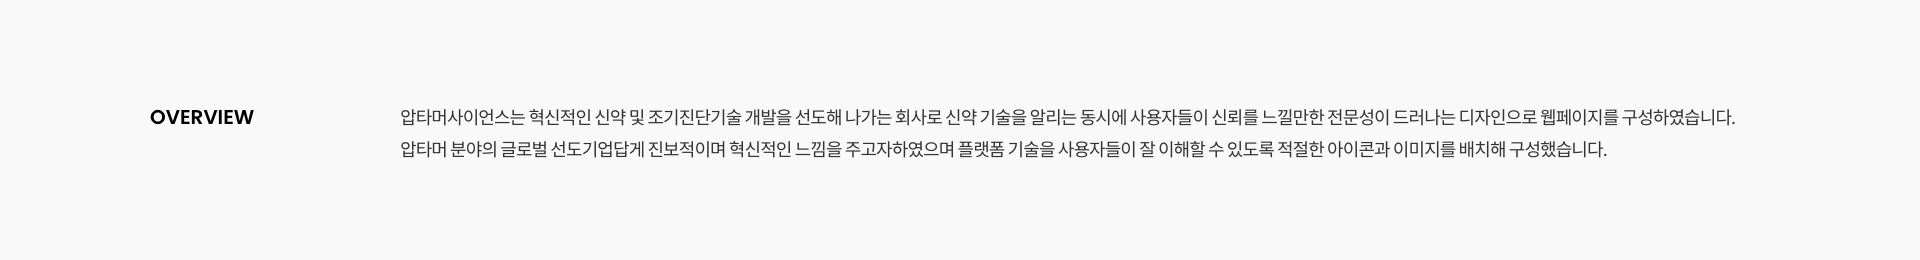 OVERVIEW
압타머사이언스는 혁신적인 신약 및 조기진단기술 개발을 선도해 나가는 회사로 신약 기술을 알리는 동시에 사용자들이 신뢰를 느낄만한 전문성이 드러나는 디자인으로 웹페이지를 구성하였습니다.
압타머 분야의 글로벌 선도기업답게 진보적이며 혁신적인 느낌을 주고자하였으며 플랫폼 기술을 사용자들이 잘 이해할 수 있도록 적절한 아이콘과 이미지를 배치해 구성했습니다.